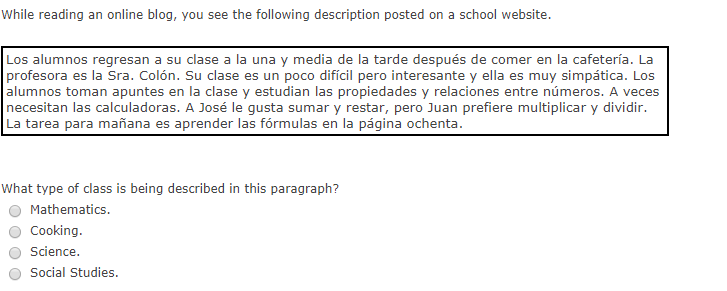 While reading an online blog, you see the following description posted on a school website.
Los alumnos regresan a su clase a la una y media de la tarde después de comer en la cafetería. La
profesora es la Sra. Colón. Su clase es un poco difícil pero interesante y ella es muy simpática. Los
alumnos toman apuntes en la clase y estudian las propiedades y relaciones entre números. A veces
necesitan las calculadoras. A José le gusta sumar y restar, pero Juan prefiere multiplicar y dividir.
La tarea para mañana es aprender las fórmulas en la página ochenta.
What type of class is being described in this paragraph?
Mathematics.
Cooking.
Science.
Social Studies.